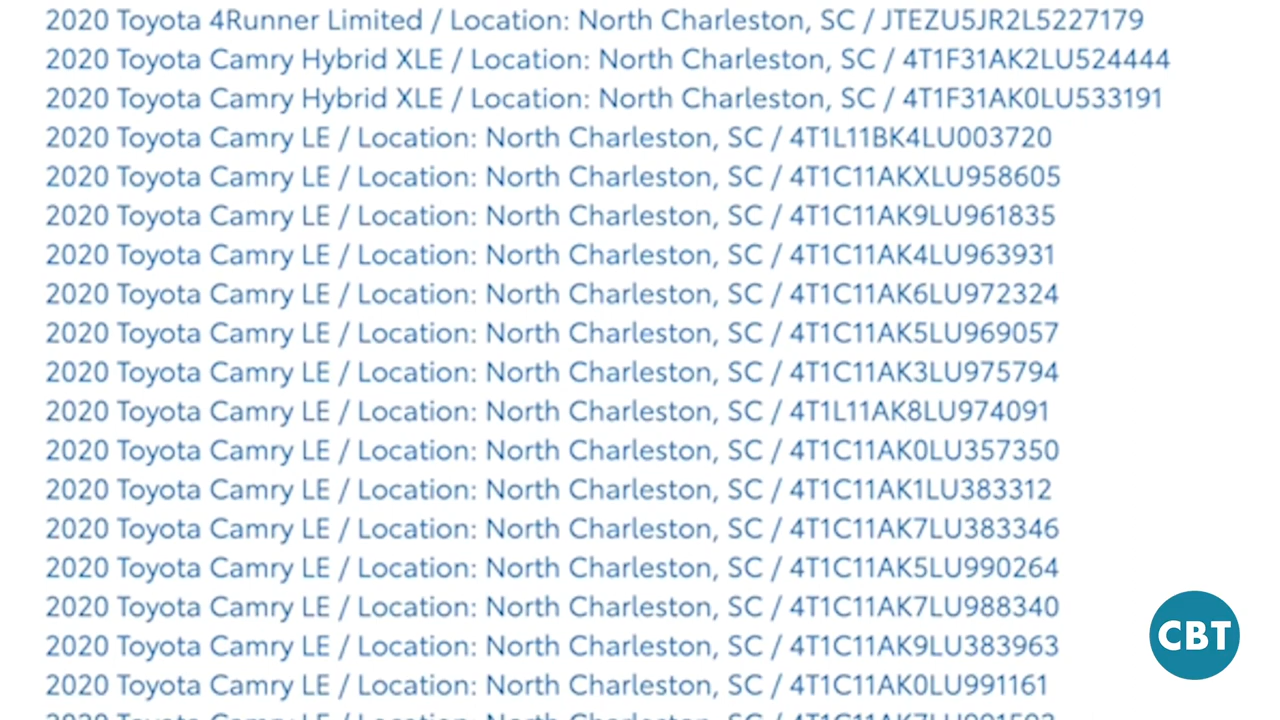 2020 Toyota 4Runner Limited / Location: North Charleston, SC / JTEZU5JR2L5227179
2020 Toyota Camry Hybrid XLE / Location: North Charleston, SC / 4T1F31AK2LU524444
2020 Toyota Camry Hybrid XLE / Location: North Charleston, SC / 4T1F31AK0LU533191
2020 Toyota Camry LE / Location: North Charleston, SC / 4T1L11BK4LU003720
2020 Toyota Camry LE / Location: North Charleston, SC / 4T1C11AKXLU958605
2020 Toyota Camry LE / Location: North Charleston, SC / 4T1C11AK9LU961835
2020 Toyota Camry LE / Location: North Charleston, SC / 4T1C11AK4LU963931
2020 Toyota Camry LE / Location: North Charleston, SC / 4T1C11AK6LU972324
2020 Toyota Camry LE / Location: North Charleston, SC / 4T1C11AK5LU969057
2020 Toyota Camry LE / Location: North Charleston, SC / 4T1C11AK3LU975794
2020 Toyota Camry LE / Location: North Charleston, SC / 4T1L11AK8LU974091
2020 Toyota Camry LE / Location: North Charleston, SC / 4T1C11AK0LU357350
2020 Toyota Camry LE / Location: North Charleston, SC / 4T1C11AK1LU383312
2020 Toyota Camry LE / Location: North Charleston, SC / 4T1C11AK7LU383346
2020 Toyota Camry LE / Location: North Charleston, SC / 4T1C11AK5LU990264
2020 Toyota Camry LE / Location: North Charleston, SC / 4T1C11AK7LU988340
2020 Toyota Camry LE / Location: North Charleston, SC / 4T1C11AK9LU383963
2020 Toyota Camry LE / Location: North Charleston, SC / 4T1C11AK0LU991161
2020 Toyota Camry LE / Location: North Charleston, SC /
CBT